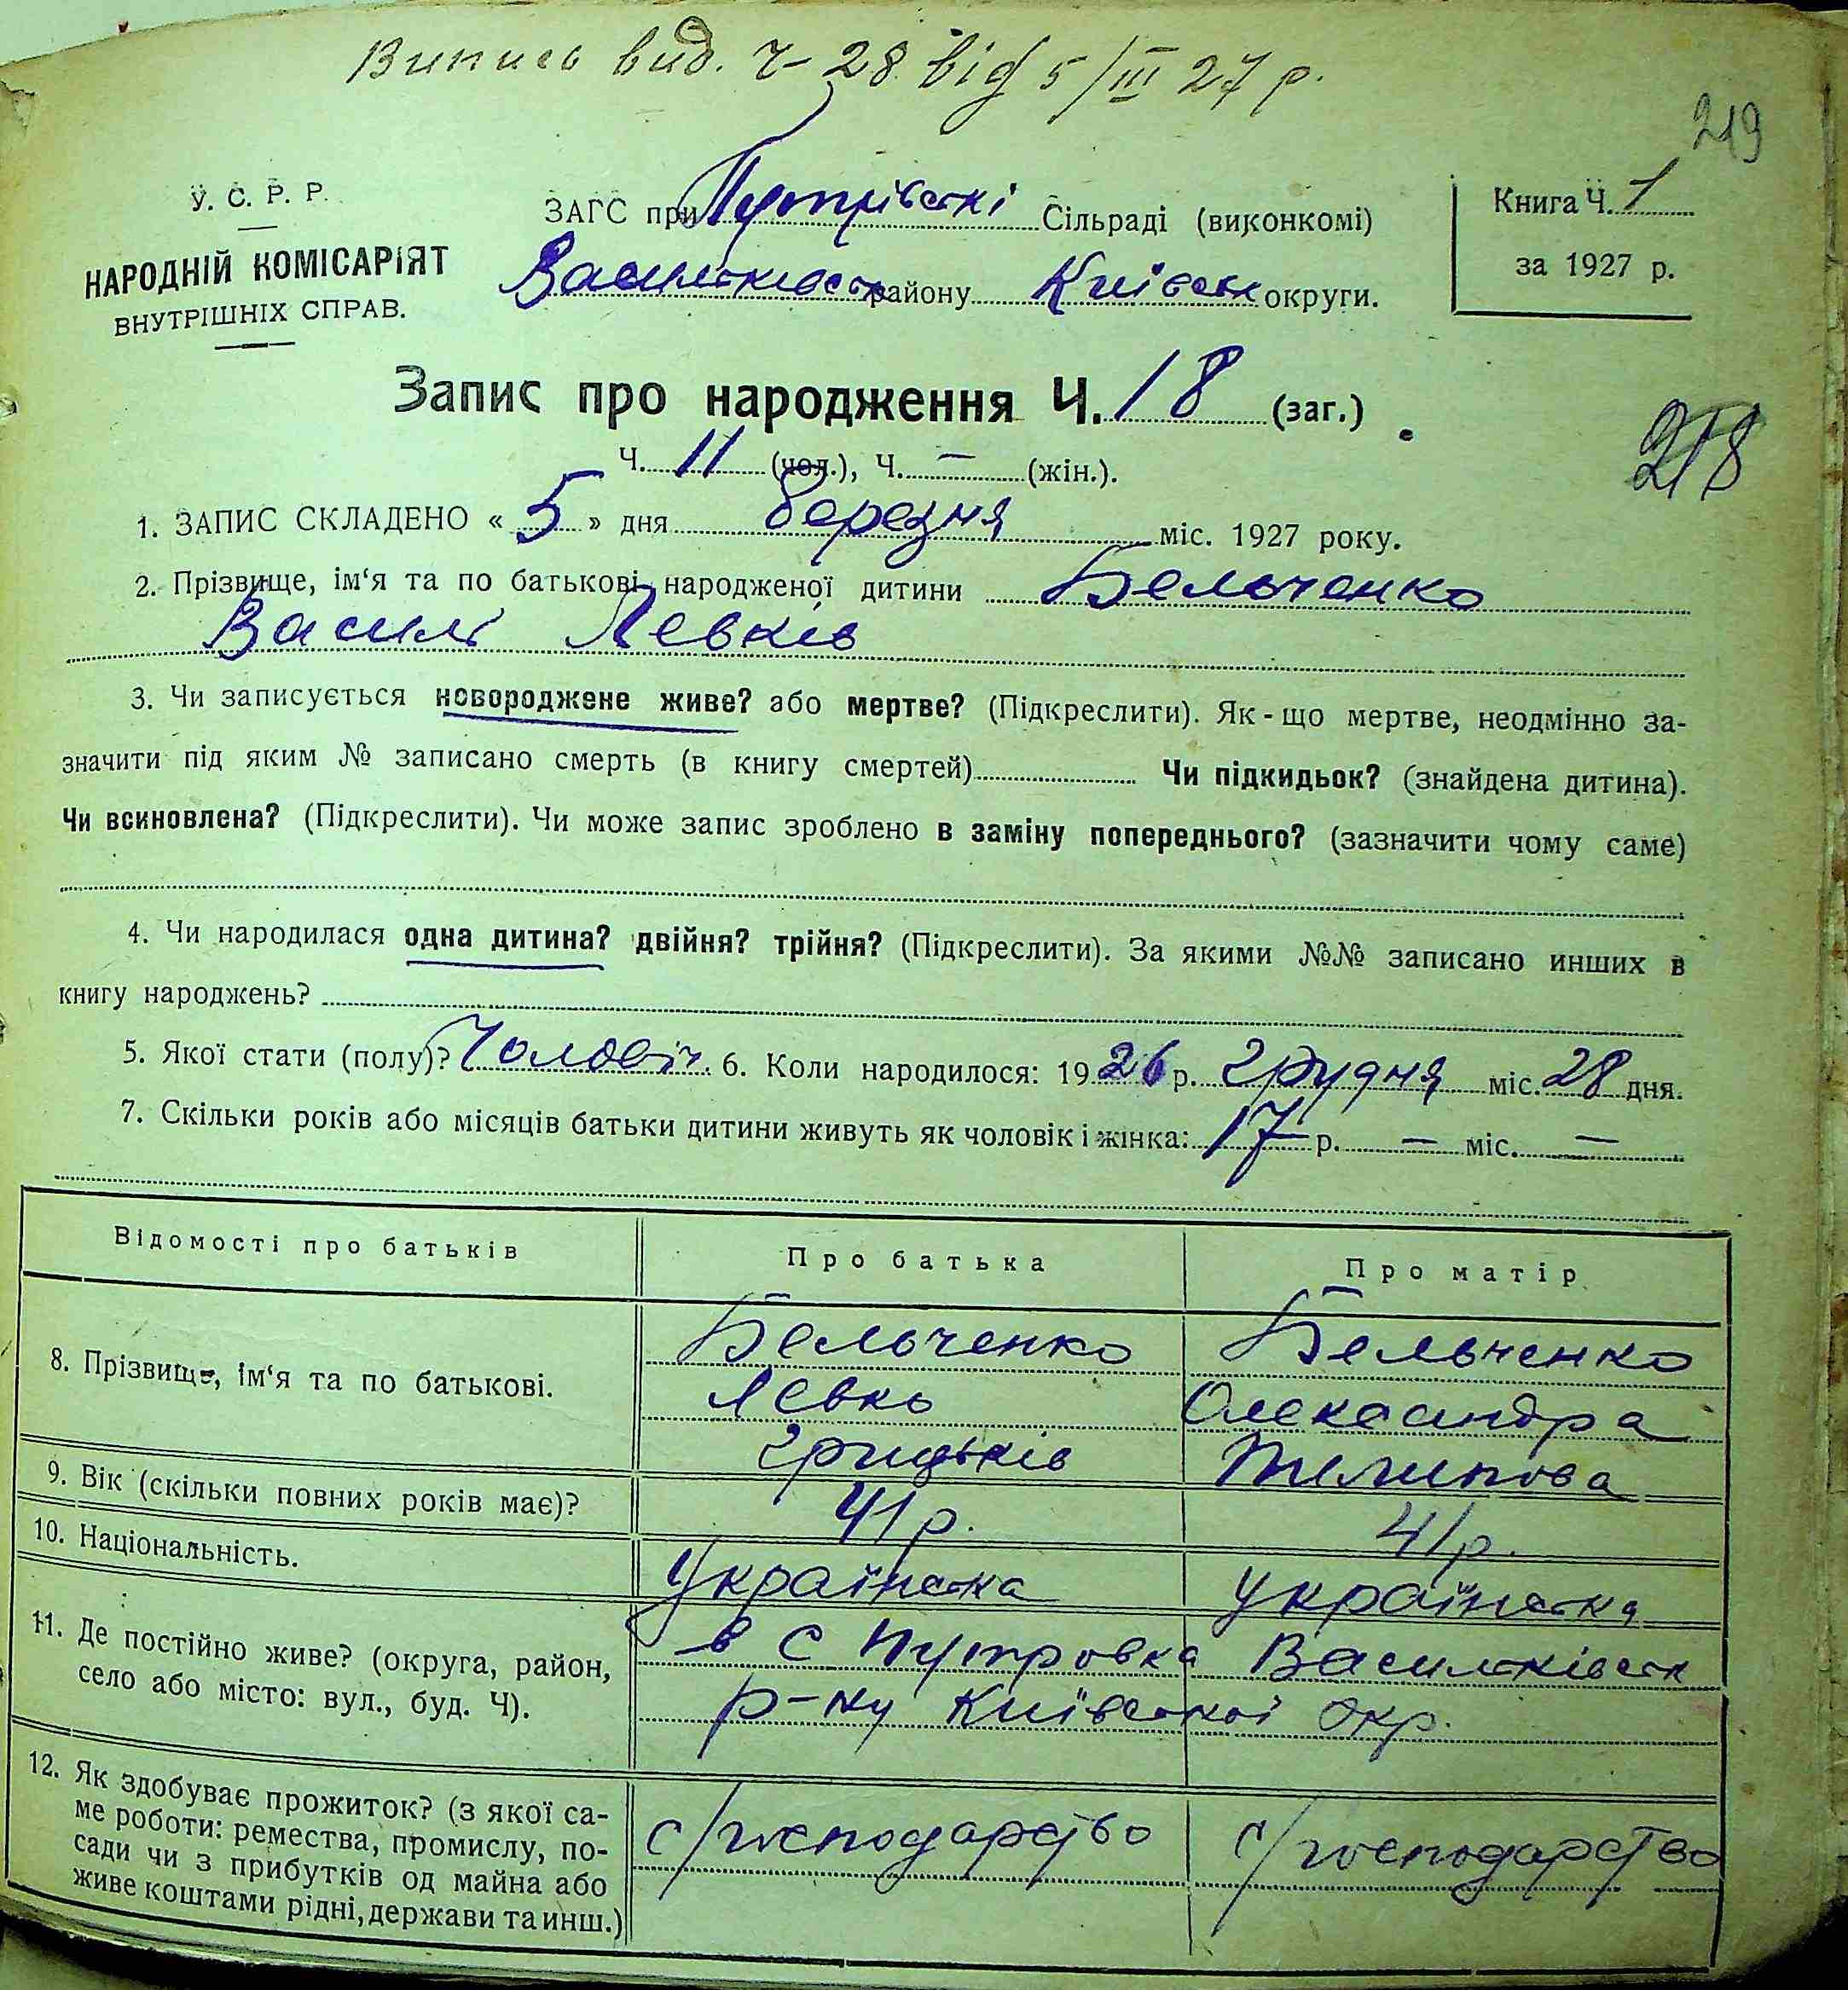 Випись вид. Ч- 28 від 5/III 27 р.
219
У. С. Р. Р.
НАРОДНІЙ КОМІСАРІЯТ
ВНУТРІШНІХ СПРАВ.
ЗАГС при Путрівські Сільраді (виконкомі)
Васильківськ району Київськ округи.
Книга Ч. 1
за 1927 р.
Запис про народження Ч. 18 (заг.)
218
Ч. 11 (чол.), Ч. — (жін.).
1. ЗАПИС СКЛАДЕНО « 5 » дня березня міс. 1927 року.
2. Прізвище, ім‘я та по батькові народженої дитини Бельченко
Василь Левків
3. Чи записується новороджене живе? або мертве? (Підкреслити). Як-що мертве, неодмінно за-
значити під яким № записано смерть (в книгу смертей) Чи підкидьок? (знайдена дитина).
Чи всиновлена? (Підкреслити). Чи може запис зроблено в заміну попереднього? (зазначити чому саме)
4. Чи народилася одна дитина? двійня? трійня? (Підкреслити). За якими №№ записано инших в
книгу народжень?
5. Якої стати (полу)? Чоловіч. 6. Коли народилося: 1926 р. грудня міс. 28 дня.
7. Скільки років або місяців батьки дитини живуть як чоловік і жінка: 17 р. — міс. —
Відомості про батьків Про батька Про матір
8. Прізвище, ім‘я та по батькові.
Бельченко Бельченко
Левко Олександра
Грицьків Пилипова
9. Вік (скільки повних років має)? 41 р. 41 р.
10. Національність. Українська Українська
11. Де постійно живе? (округа, район,
село або місто: вул., буд. Ч).
в с Путровка Васильківськ
р-ну Київської окр.
12. Як здобуває прожиток? (з якої са-
ме роботи: ремества, промислу, по-
сади чи з прибутків од майна або
живе коштами рідні, держави та инш.)
с/господарство с/господарство